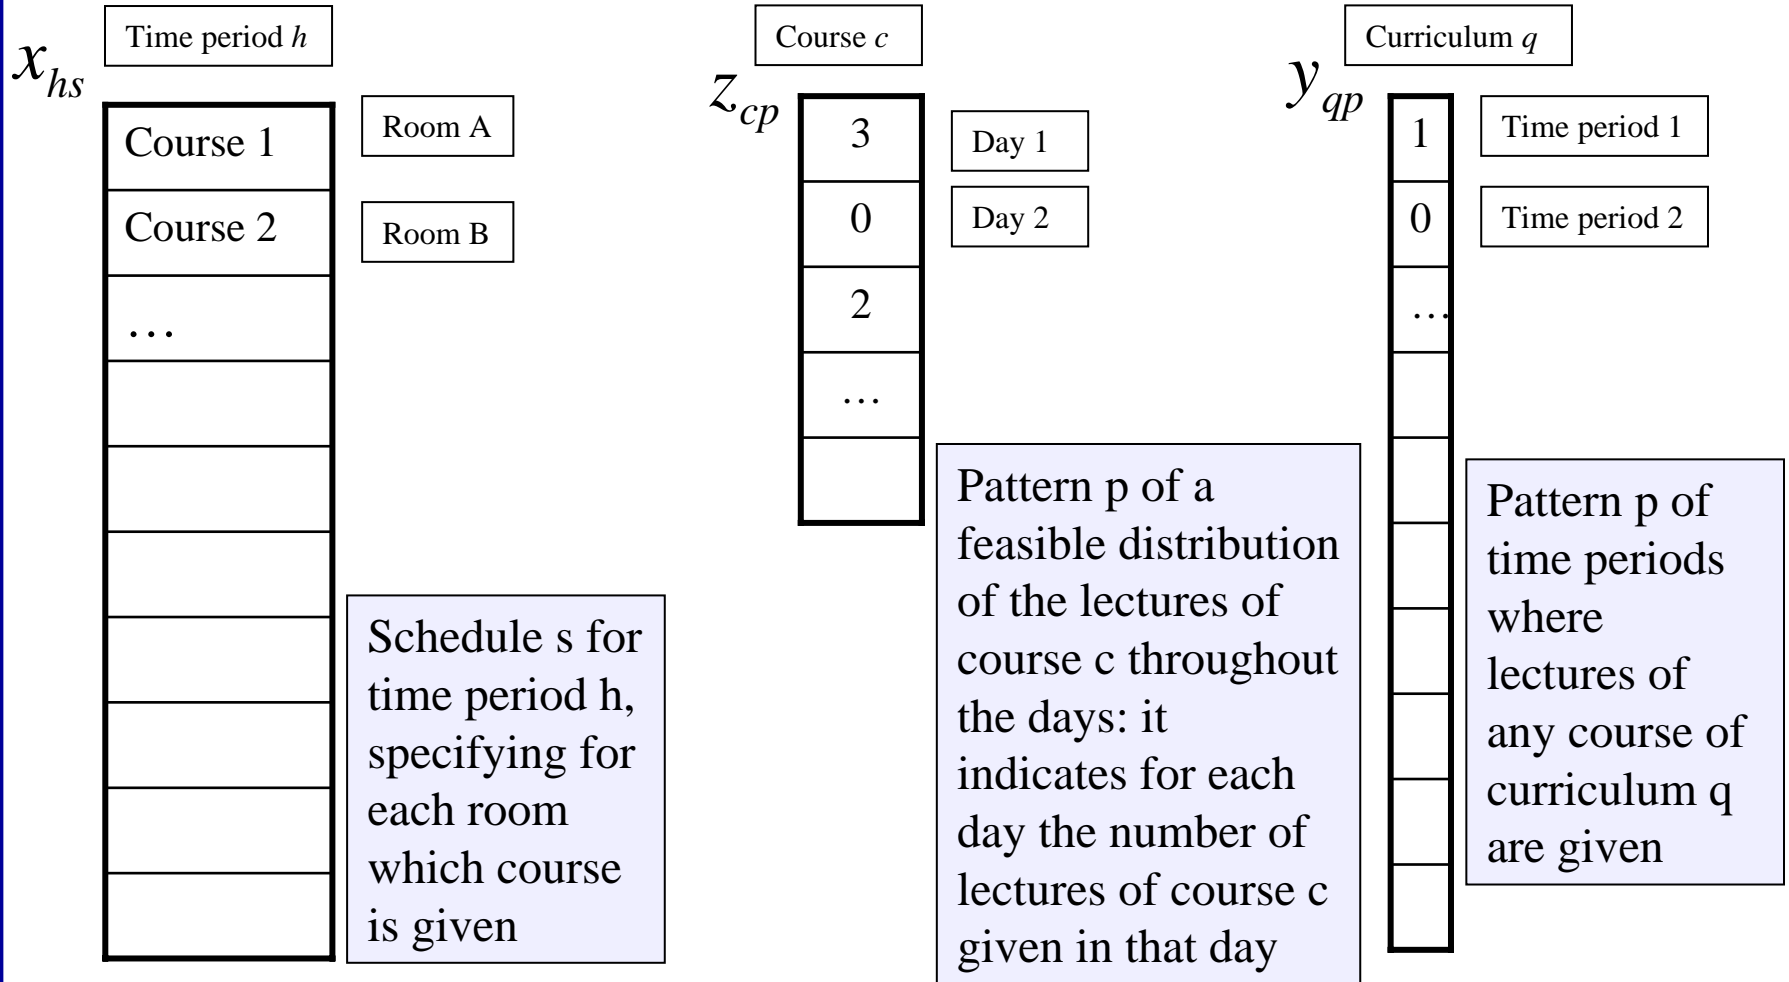 x_hs
Time period h
Course 1
Room A
Course 2
Room B
…
Schedule s for
time period h,
specifying for
each room
which course
is given
Course c
z_cp
3
Day 1
0
Day 2
2
…
Pattern p of a
feasible distribution
of the lectures of
course c throughout
the days: it
indicates for each
day the number of
lectures of course c
given in that day
Curriculum q
y_qp
1
Time period 1
0
Time period 2
…
Pattern p of
time periods
where
lectures of
any course of
curriculum q
are given